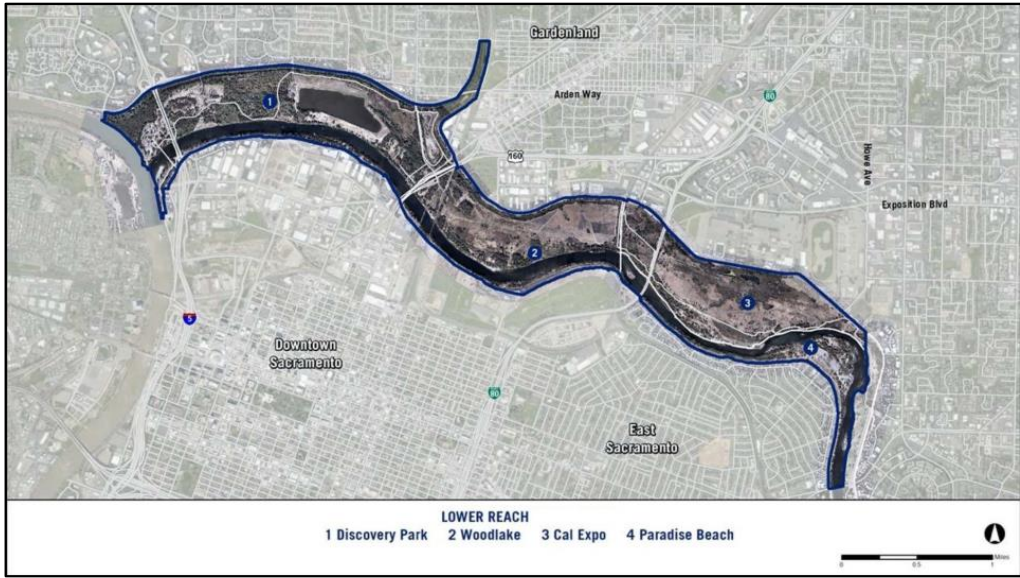 Gardenland
Arden Way
80
160
Howe Ave
Exposition Blvd
1
2
3
4
5
Downtown
Sacramento
80
East
Sacramento
LOWER REACH
1 Discovery Park 2 Woodlake 3 Cal Expo 4 Paradise Beach
0 0.5 1 Miles